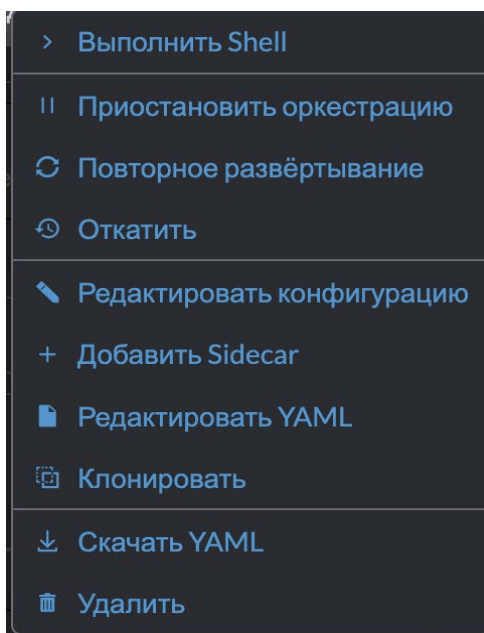 Выполнить Shell
Приостановить оркестрацию
Повторное развёртывание
Откатить
Редактировать конфигурацию
Добавить Sidecar
Редактировать YAML
Клонировать
Скачать YAML
Удалить